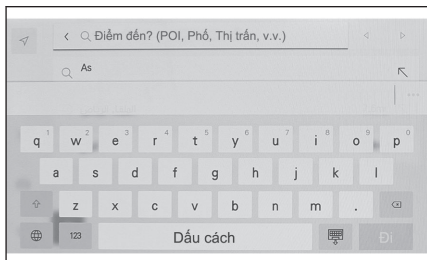 Điểm đến? (POI, Phố, Thị trấn, v.v.)
As
q 1 w 2 e 3 r 4 t 5 y 6 u 7 i 8 o 9 p 0
a s d f g h j k l
z x c v b n m .
123 Dấu cách Đi